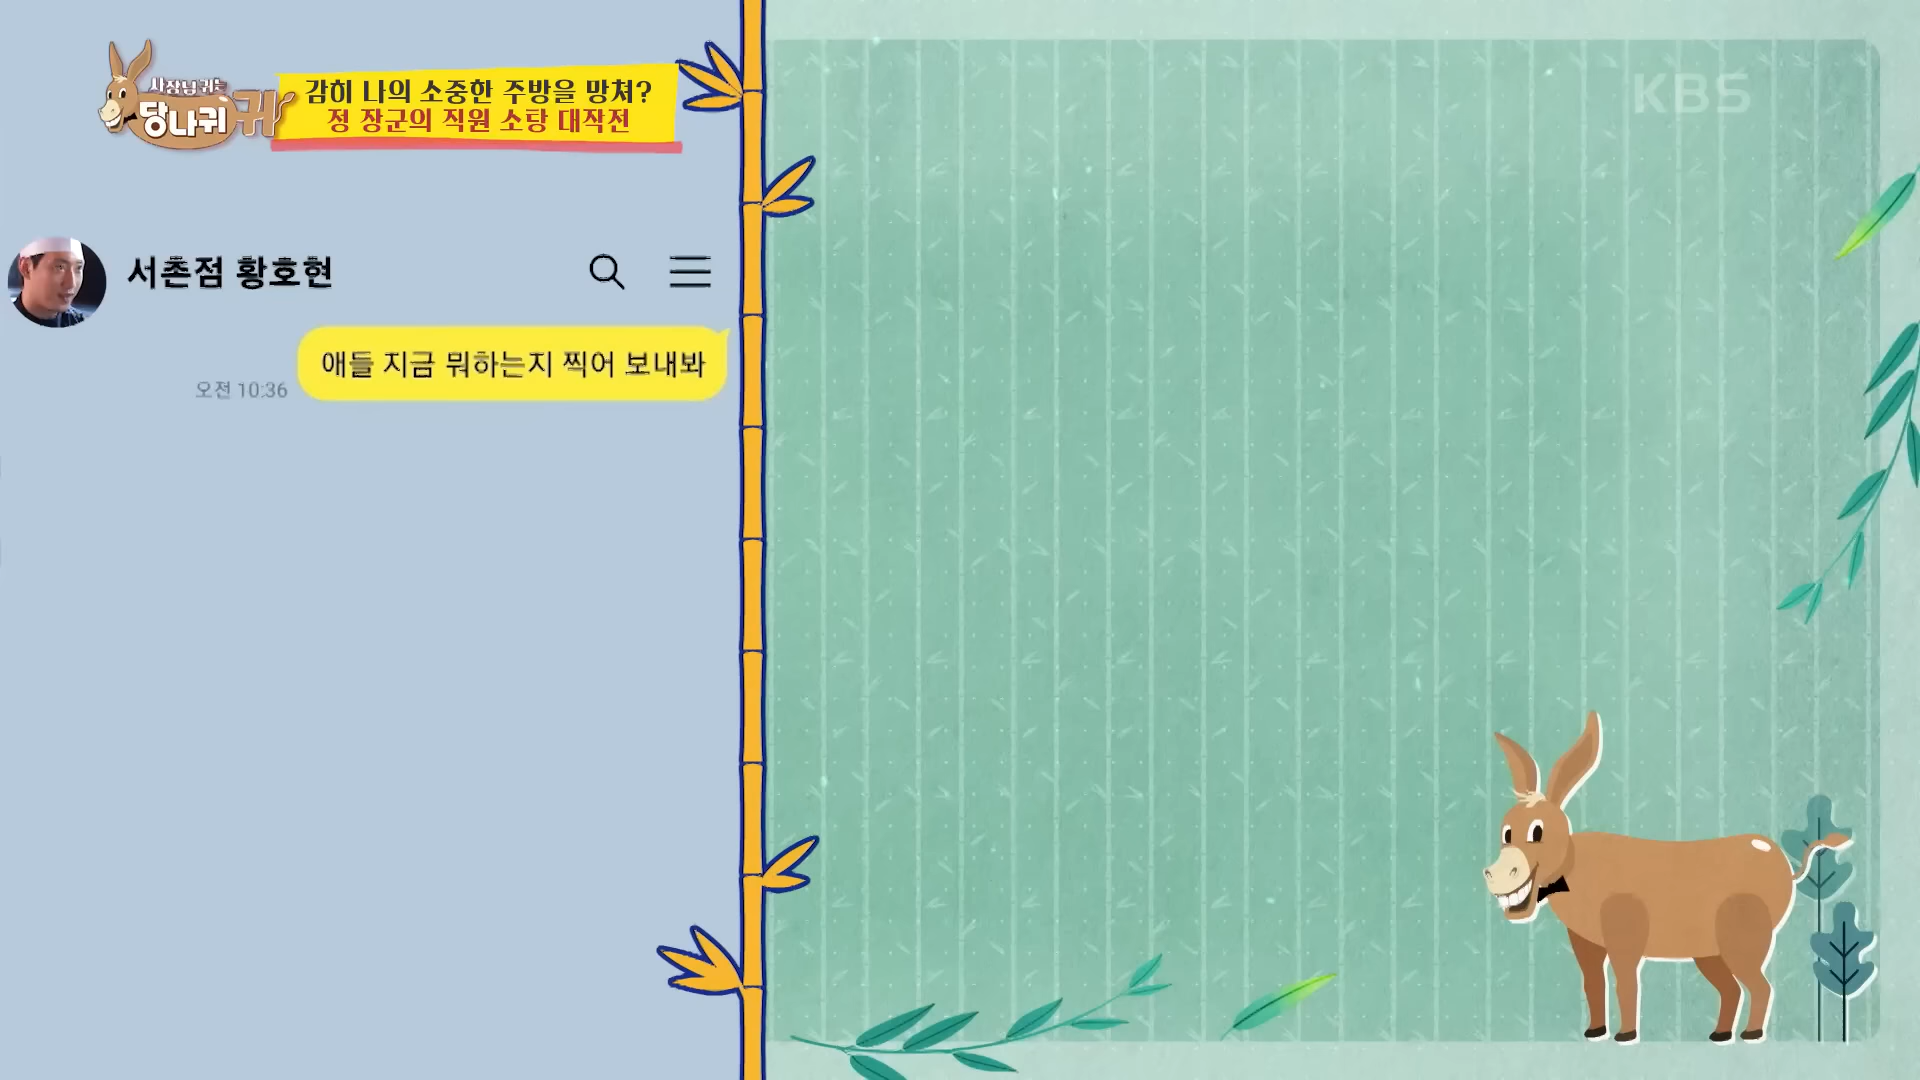 사장님 귀는
당나귀 귀
감히 나의 소중한 주방을 망쳐?
정 장군의 직원 소탕 대작전
KBS
서촌점 황호현
애들 지금 뭐하는지 찍어 보내봐
오전 10:36